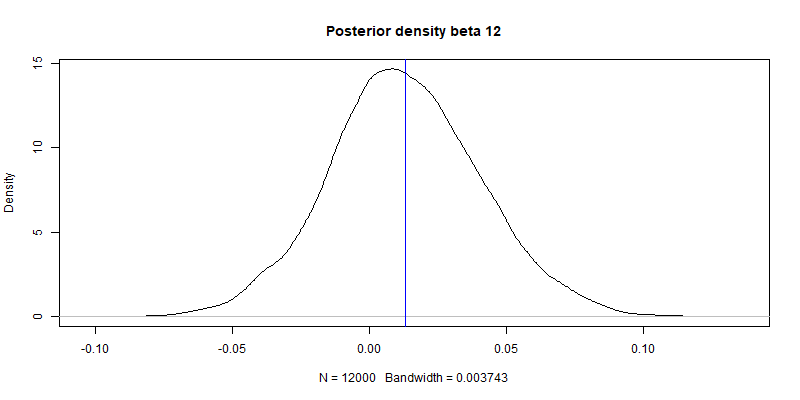 Posterior density beta 12
Density
15
10
5
0
-0.10 -0.05 0.00 0.05 0.10
N = 12000 Bandwidth = 0.003743